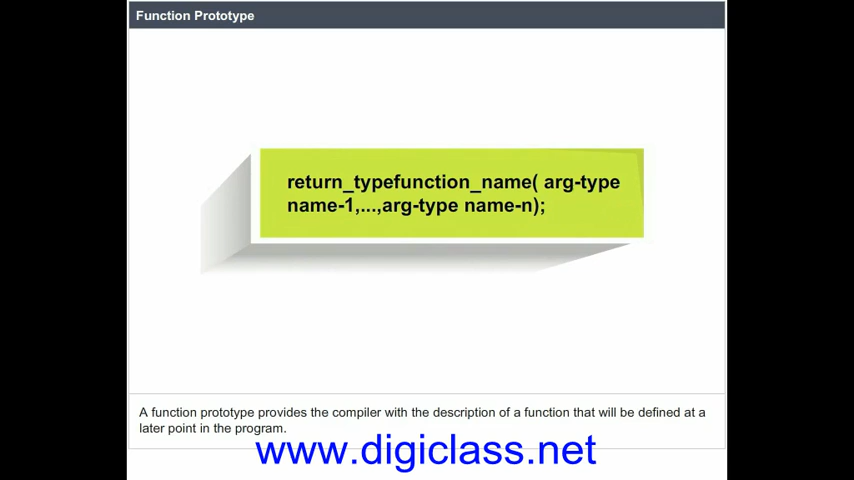 Function Prototype
return_typefunction_name( arg-type
name-1,...,arg-type name-n);
A function prototype provides the compiler with the description of a function that will be defined at a
later point in the program.
www.digiclass.net